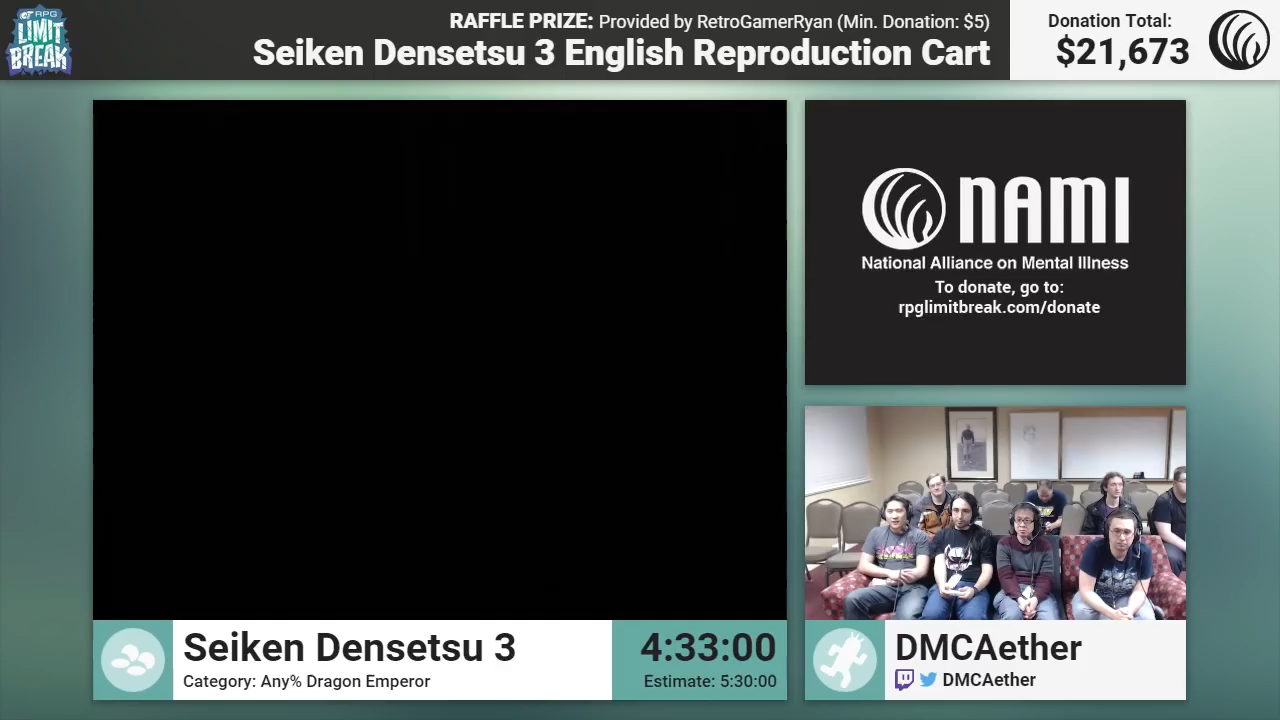 RPG
LIMIT
BREAK
RAFFLE PRIZE: Provided by RetroGamerRyan (Min. Donation: $5)
Seiken Densetsu 3 English Reproduction Cart
Donation Total:
$21,673
NAMI
National Alliance on Mental Illness
To donate, go to:
rpglimitbreak.com/donate
Seiken Densetsu 3
Category: Any% Dragon Emperor
4:33:00
Estimate: 5:30:00
DMCAether
DMCAether